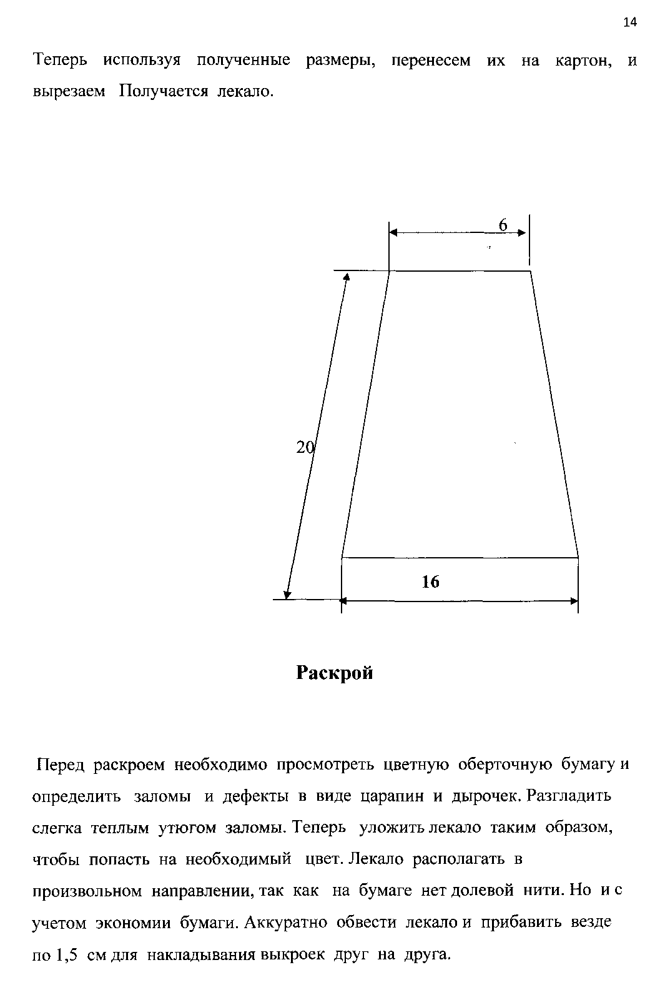 14
Теперь используя полученные размеры, перенесем их на картон, и
вырезаем Получается лекало.
6
20
16
Раскрой
Перед раскроем необходимо просмотреть цветную оберточную бумагу и
определить заломы и дефекты в виде царапин и дырочек. Разгладить
слегка теплым утюгом заломы. Теперь уложить лекало таким образом,
чтобы попасть на необходимый цвет. Лекало располагать в
произвольном направлении, так как на бумаге нет долевой нити. Но и с
учетом экономии бумаги. Аккуратно обвести лекало и прибавить везде
по 1,5 см для накладывания выкроек друг на друга.